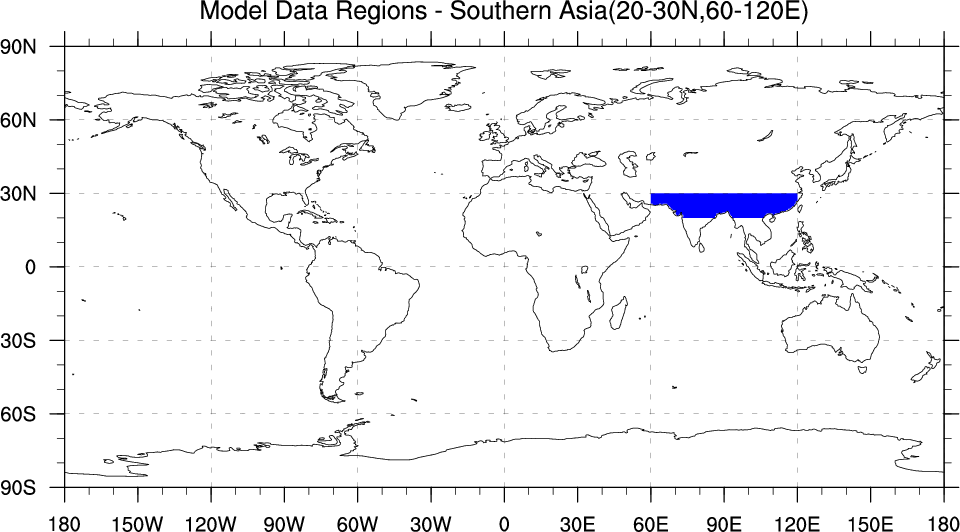 Model Data Regions - Southern Asia(20-30N,60-120E)
90N
60N
30N
0
30S
60S
90S
180 150W 120W 90W 60W 30W 0 30E 60E 90E 120E 150E 180